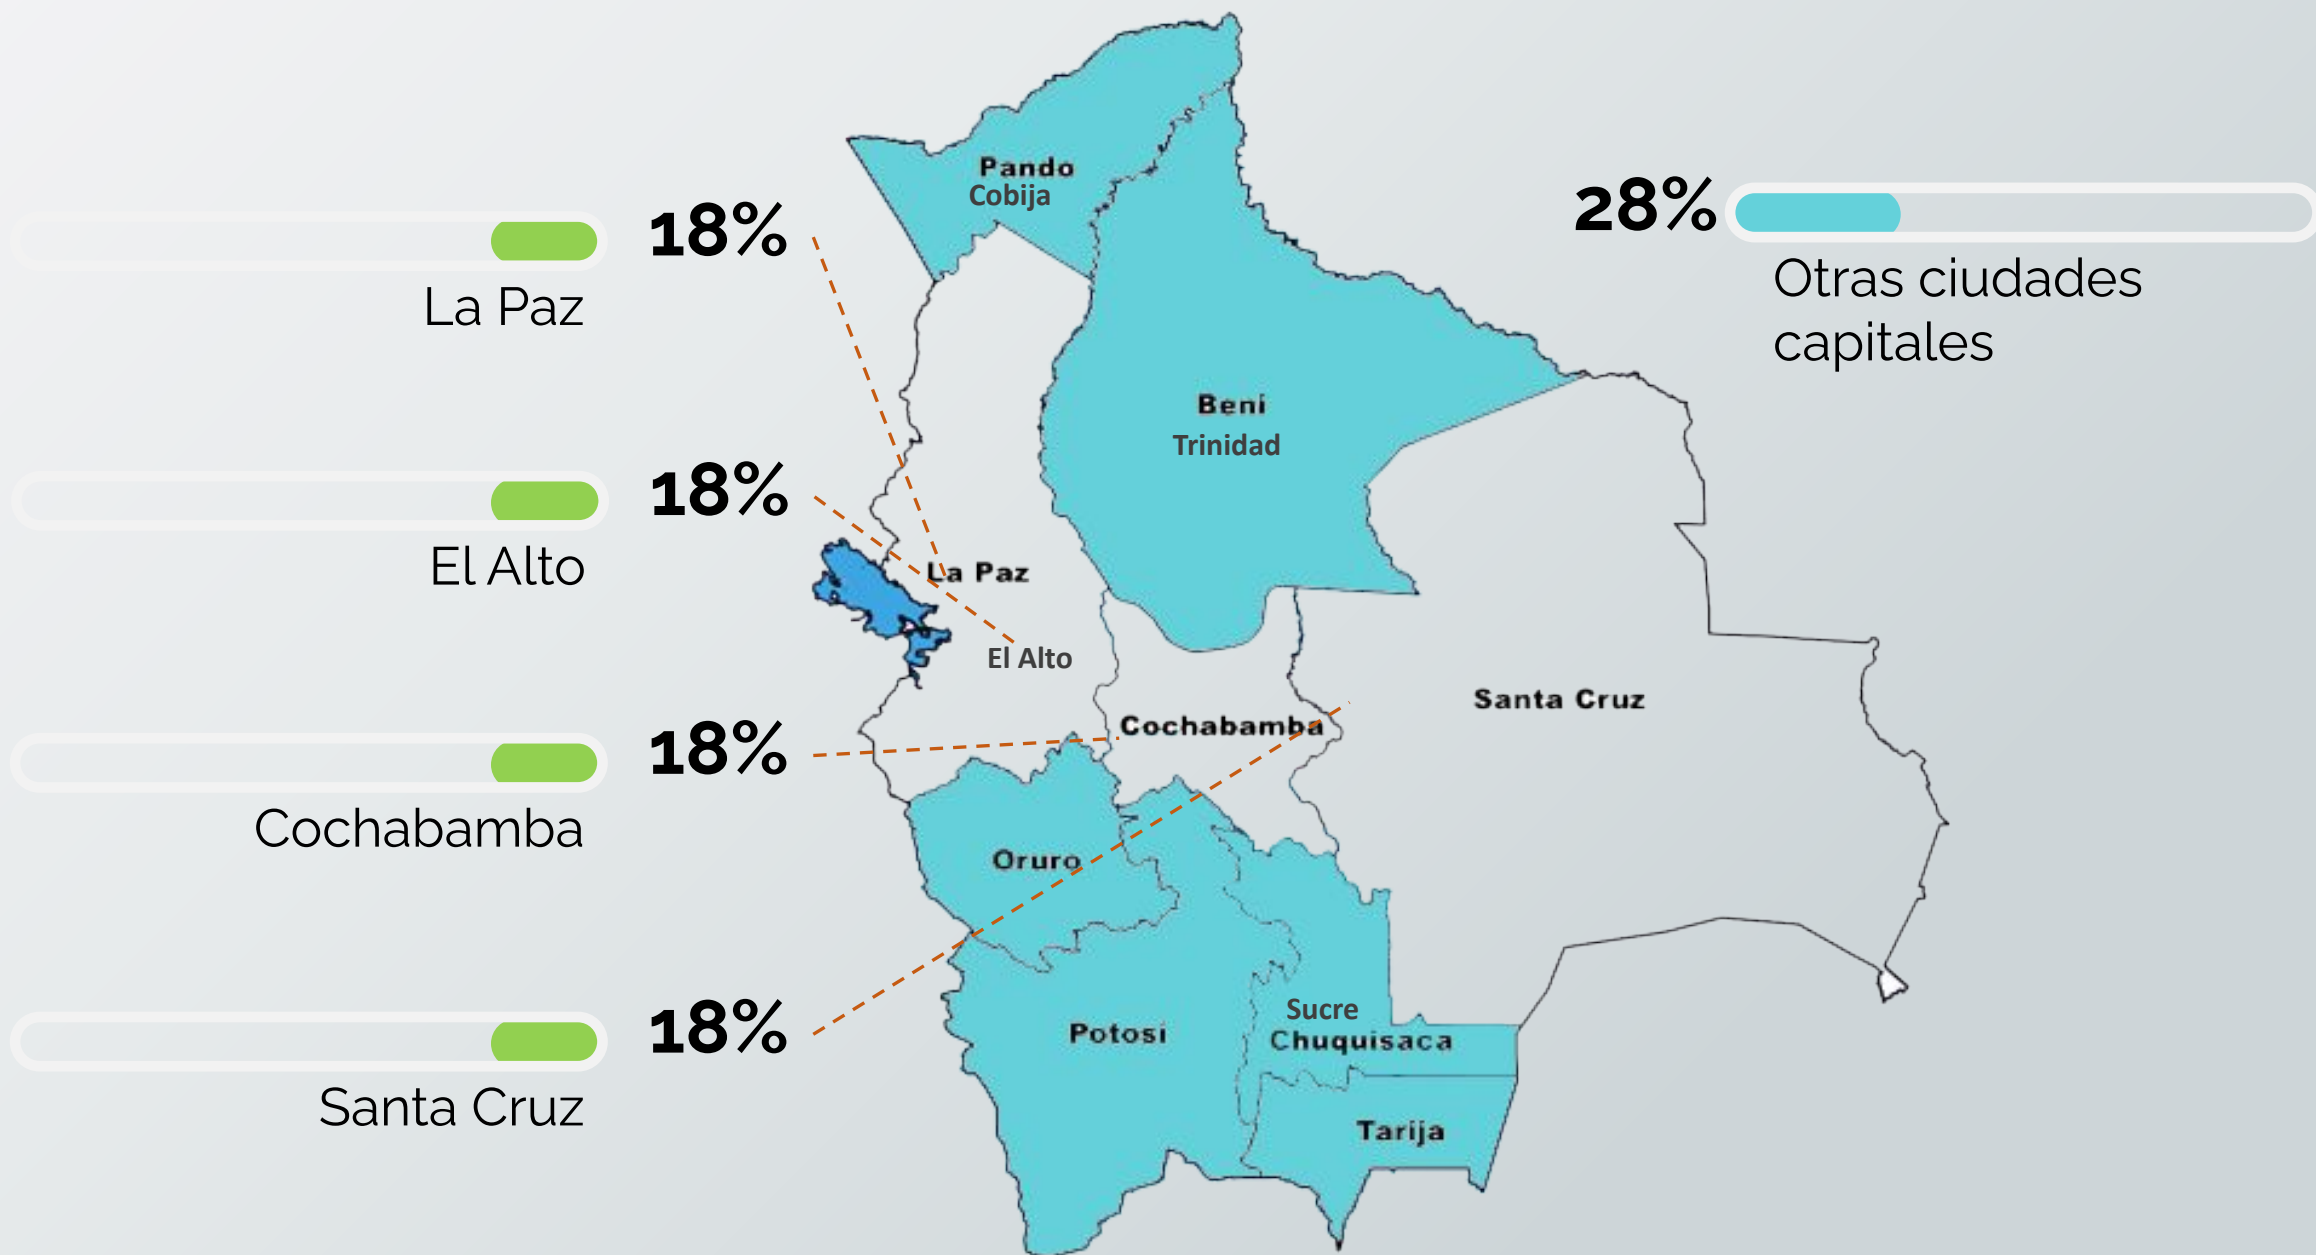 18%
La Paz
18%
El Alto
18%
Cochabamba
18%
Santa Cruz
Pando
Cobija
Beni
Trinidad
La Paz
El Alto
Cochabamba
Santa Cruz
Oruro
Potosí
Sucre
Chuquisaca
Tarija
28%
Otras ciudades
capitales